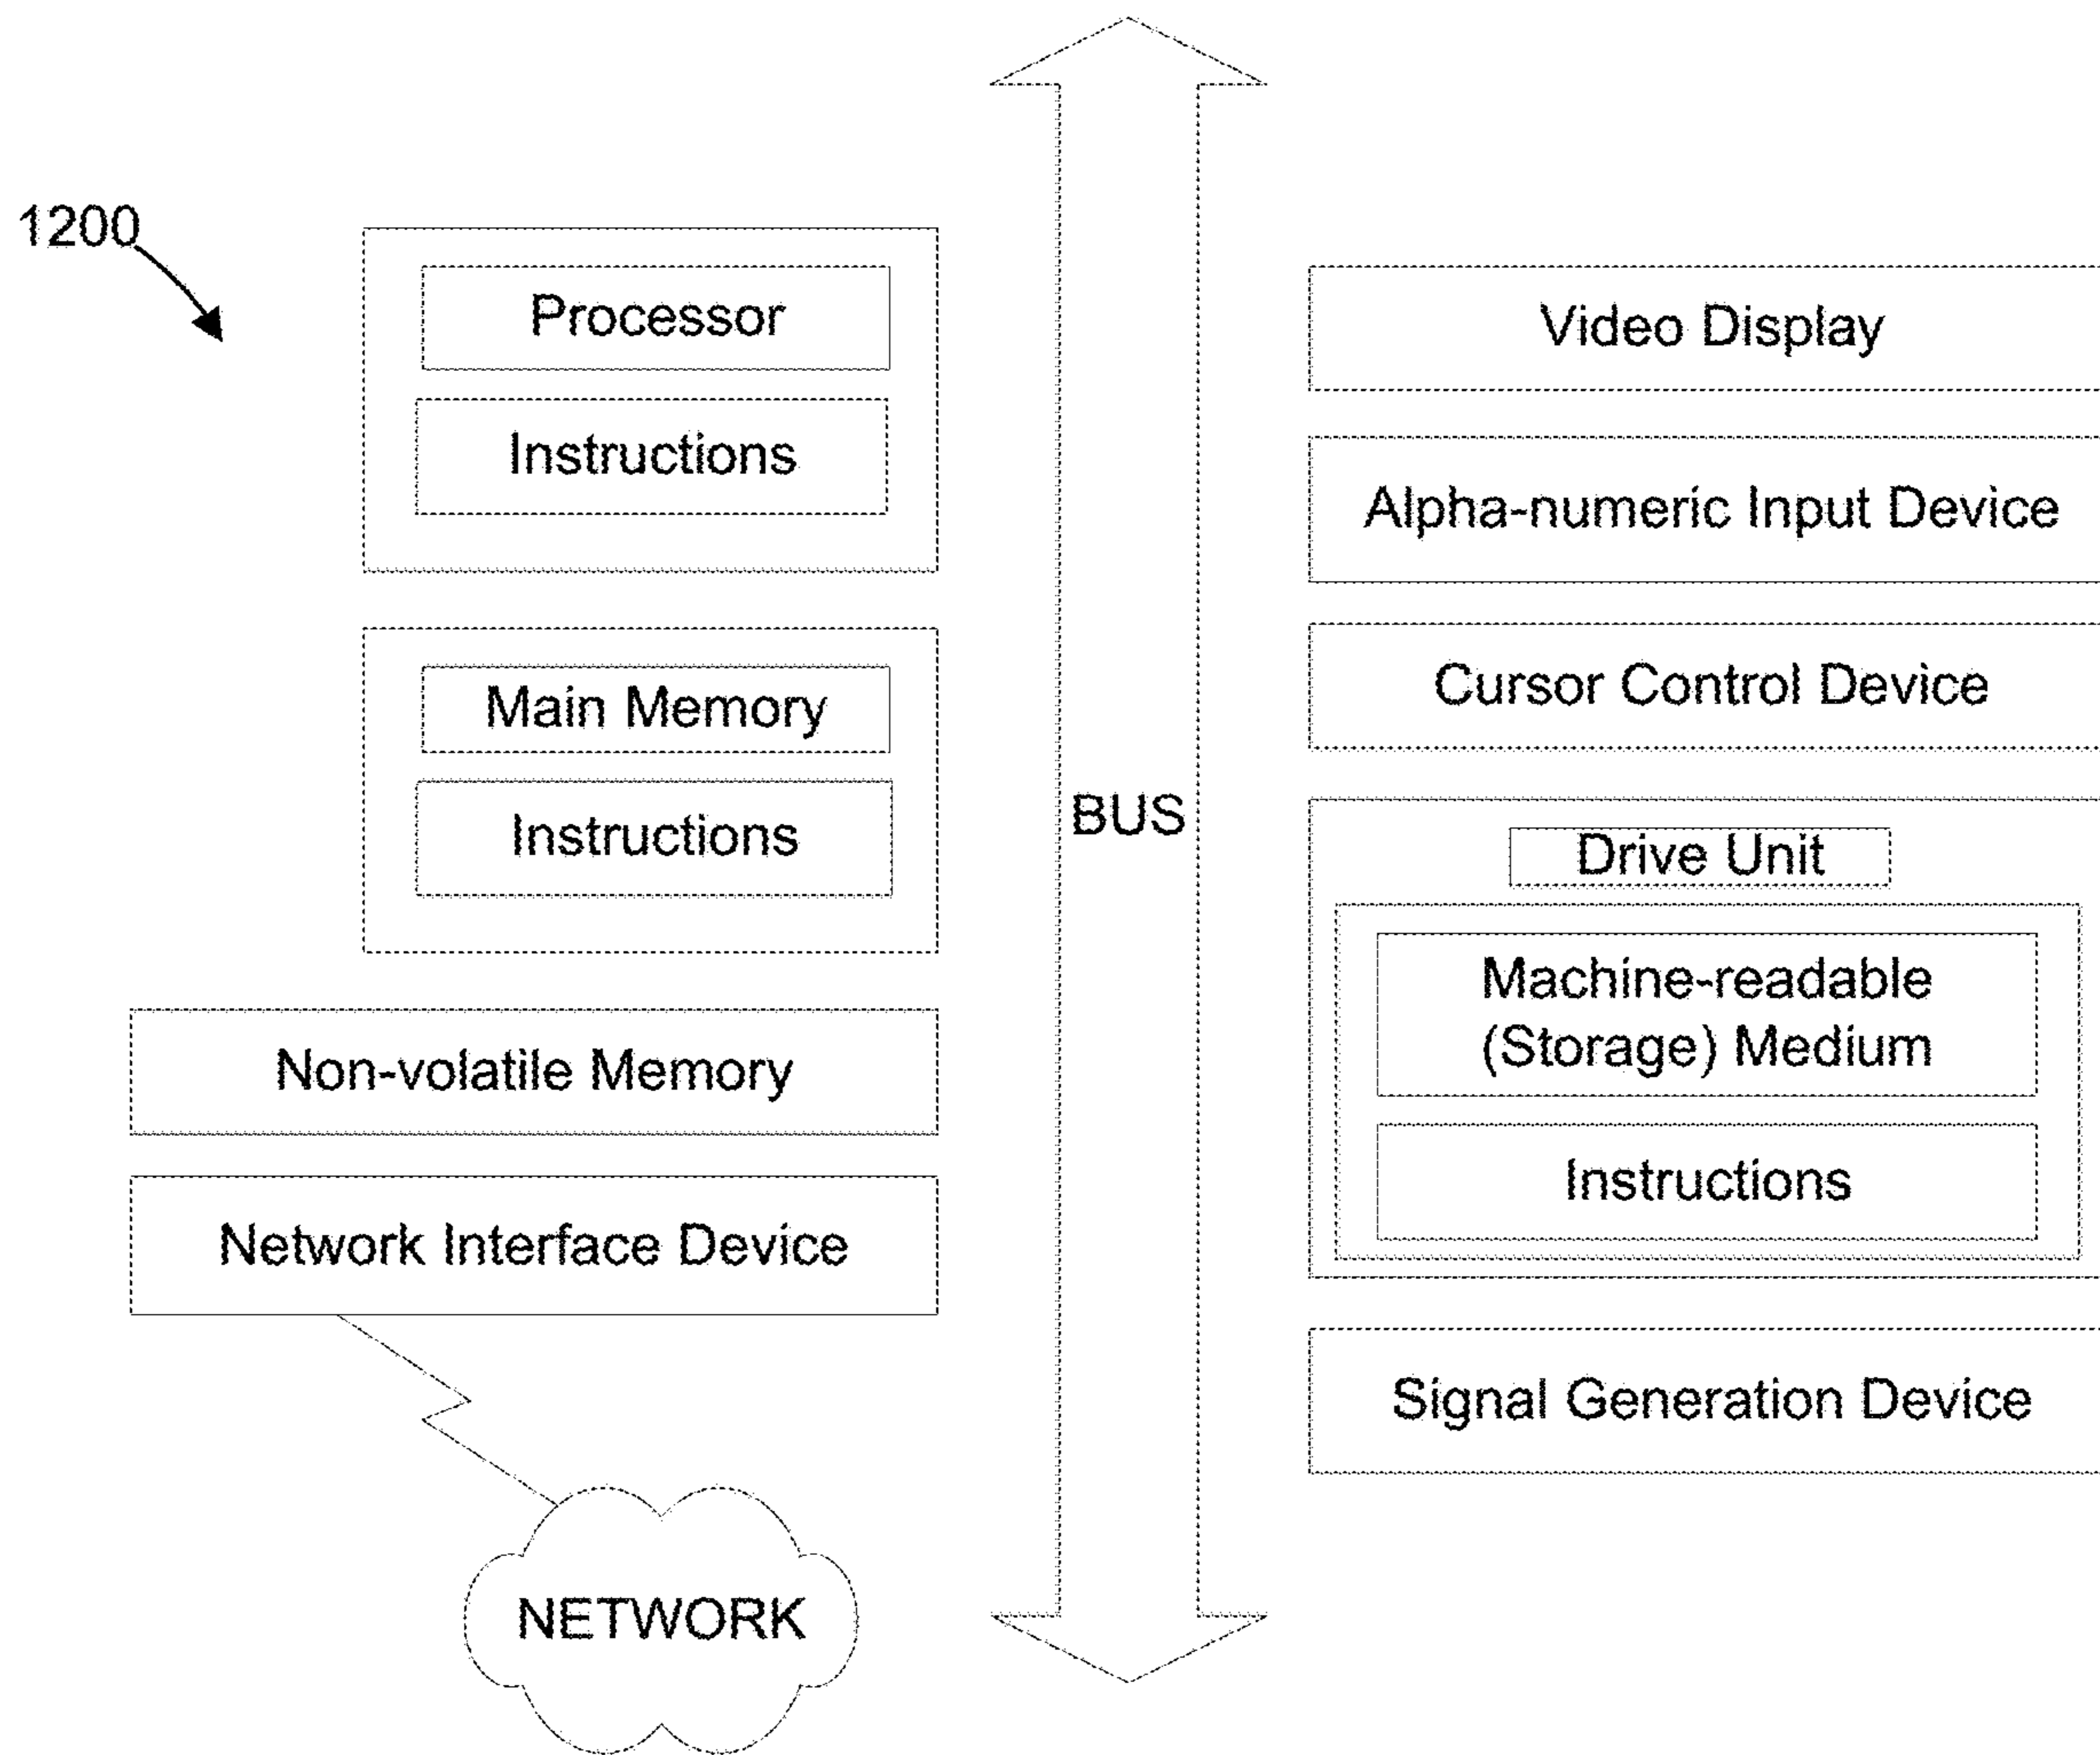 1200
Processor
Instructions
Main Memory
Instructions
Non-volatile Memory
Network Interface Device
NETWORK
BUS
Video Display
Alpha-numeric Input Device
Cursor Control Device
Drive Unit
Machine-readable
(Storage) Medium
Instructions
Signal Generation Device